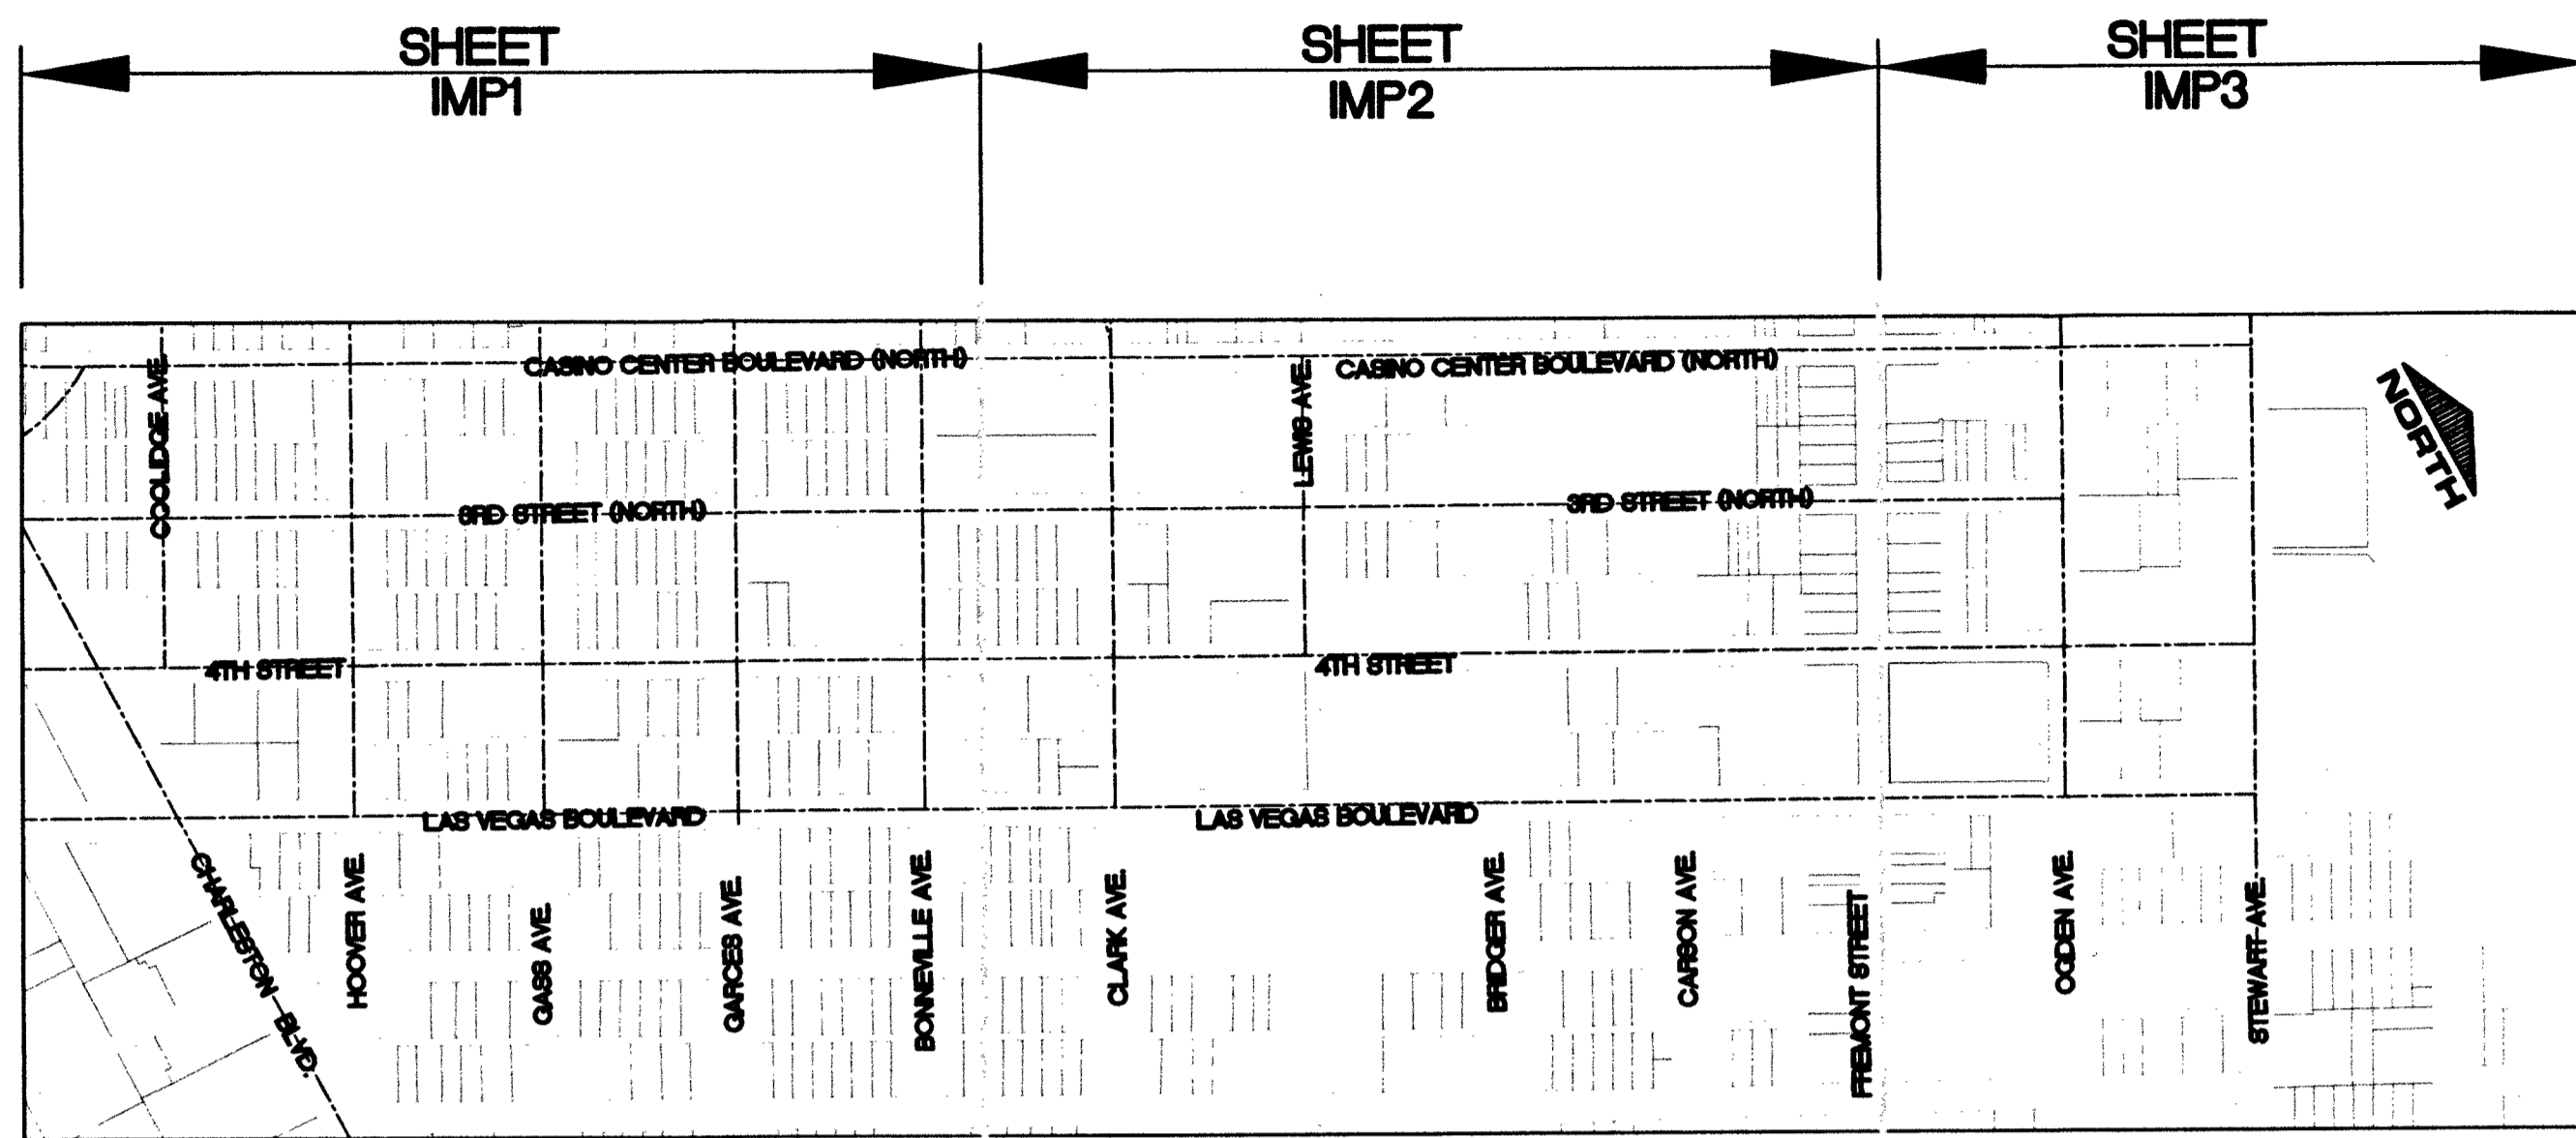 SHEET
IMP1
SHEET
IMP2
SHEET
IMP3
CASINO CENTER BOULEVARD (NORTH)
CASINO CENTER BOULEVARD (NORTH)
COOLIDGE AVE.
LEWIS AVE.
NORTH
3RD STREET (NORTH)
3RD STREET (NORTH)
4TH STREET
4TH STREET
LAS VEGAS BOULEVARD
LAS VEGAS BOULEVARD
CHARLESTON BLVD.
HOOVER AVE.
GASS AVE.
GARCES AVE.
BONNEVILLE AVE.
CLARK AVE.
BRIDGER AVE.
CARSON AVE.
FREMONT STREET
OGDEN AVE.
STEWART AVE.